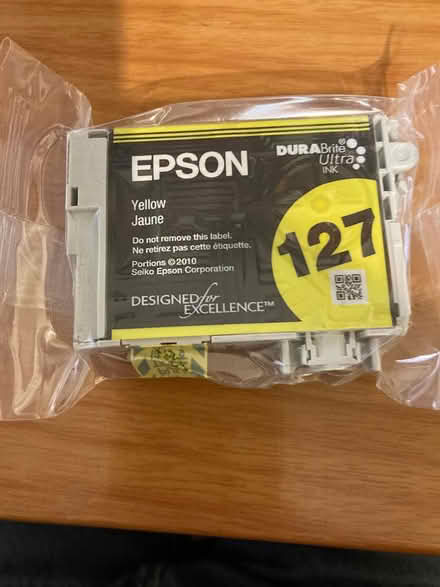 EPSON
DURABrite®
Ultra
INK
Yellow
Jaune
Do not remove this label.
Ne retirez pas cette étiquette.
Portions ©2010
Seiko Epson Corporation
127
DESIGNED for
EXCELLENCE™